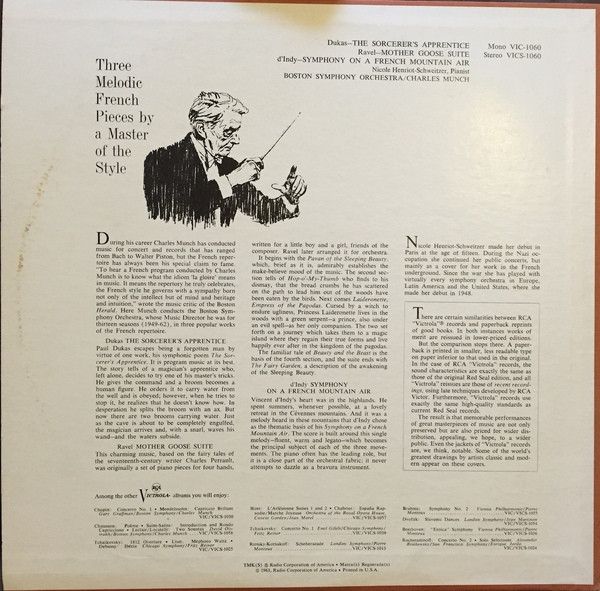 Dukas—THE SORCERER'S APPRENTICE
Ravel—MOTHER GOOSE SUITE
d'Indy—SYMPHONY ON A FRENCH MOUNTAIN AIR
Nicole Henriot-Schweitzer, Pianist
BOSTON SYMPHONY ORCHESTRA/CHARLES MUNCH
Mono VIC-1060
Stereo VICS-1060
Three
Melodic
French
Pieces by
a Master
of the
Style
During his career Charles Munch has conducted
music for concert and records that has ranged
from Bach to Walter Piston, but the French reper-
toire has always been his special claim to fame.
"To hear a French program conducted by Charles
Munch is to know what the idiom 'la gloire' means
in music. It means the repertory he truly celebrates,
the French style he governs with a sympathy born
not only of the intellect but of mind and heritage
and intuition," wrote the music critic of the Boston
Herald. Here Munch conducts the Boston Sym-
phony Orchestra, whose Music Director he was for
thirteen seasons (1949-62), in three popular works
of the French repertoire.
Dukas THE SORCERER'S APPRENTICE
Paul Dukas escapes being a forgotten man by
virtue of one work, his symphonic poem The Sor-
cerer's Apprentice. It is program music at its best.
The story tells of a magician's apprentice who,
left alone, decides to try one of his master's tricks.
He gives the command and a broom becomes a
human figure. He orders it to carry water from
the well and is obeyed; however, when he tries to
stop it, he realizes that he doesn't know how. In
desperation he splits the broom with an ax. But
now there are two brooms carrying water. Just
as the cave is about to be completely engulfed,
the magician arrives and, with a snarl, waves his
wand—and the waters subside.
Ravel MOTHER GOOSE SUITE
This charming music, based on the fairy tales of
the seventeenth-century writer Charles Perrault,
was originally a set of piano pieces for four hands,
written for a little boy and a girl, friends of the
composer. Ravel later arranged it for orchestra.
It begins with the Pavan of the Sleeping Beauty,
which, brief as it is, admirably establishes the
make-believe mood of the music. The second sec-
tion tells of Hop-o'-My-Thumb who finds to his
dismay, that the bread crumbs he has scattered
on the path to lead him out of the woods have
been eaten by the birds. Next comes Laideronette,
Empress of the Pagodas. Cursed by a witch to
endure ugliness, Princess Laideronette lives in the
woods with a green serpent—a prince, also under
an evil spell—as her only companion. The two set
forth on a journey which takes them to a magic
island where they regain their true forms and live
happily ever after in the kingdom of the pagodas.
The familiar tale of Beauty and the Beast is the
basis of the fourth section, and the suite ends with
The Fairy Garden, a description of the awakening
of the Sleeping Beauty.
d'Indy SYMPHONY
ON A FRENCH MOUNTAIN AIR
Vincent d'Indy's heart was in the highlands. He
spent summers, whenever possible, at a lovely
retreat in the Cévennes mountains. And it was a
melody heard in these mountains that d'Indy chose
as the thematic basis of his Symphony on a French
Mountain Air. The score is built around this single
melody—fluent, warm and legato—which becomes
the principal subject of each of the three move-
ments. The piano often has the leading role, but
it is a close part of the orchestral fabric; it never
attempts to dazzle as a bravura instrument.
Nicole Henriot-Schweitzer made her debut in
Paris at the age of fifteen. During the Nazi oc-
cupation she continued her public concerts, but
mainly as a cover for her work in the French
underground. Since the war she has played with
virtually every symphony orchestra in Europe,
Latin America and the United States, where she
made her debut in 1948.
There are certain similarities between RCA
"Victrola"® records and paperback reprints
of good books. In both instances works of
merit are reissued in lower-priced editions.
But the comparison stops there. A paper-
back is printed in smaller, less readable type
on paper inferior to that used in the original.
In the case of RCA "Victrola" records, the
sound characteristics are exactly the same as
those of the original Red Seal edition, and all
"Victrola" reissues are those of recent record-
ings, using late techniques developed by RCA
Victor. Furthermore, "Victrola" records use
exactly the same high-quality standards as
current Red Seal records.
The result is that memorable performances
of great masterpieces of music are not only
preserved but are also priced for wider dis-
tribution, appealing, we hope, to a wider
public. Even the jackets of "Victrola" records
are, we think, notable. Some of the world's
great drawings by artists classic and mod-
ern appear on these covers.
Among the other RCA VICTROLA albums you will enjoy:
TMK(S) ® Radio Corporation of America • Marca(s) Registrada(s)
© 1963, Radio Corporation of America • Printed in U.S.A.